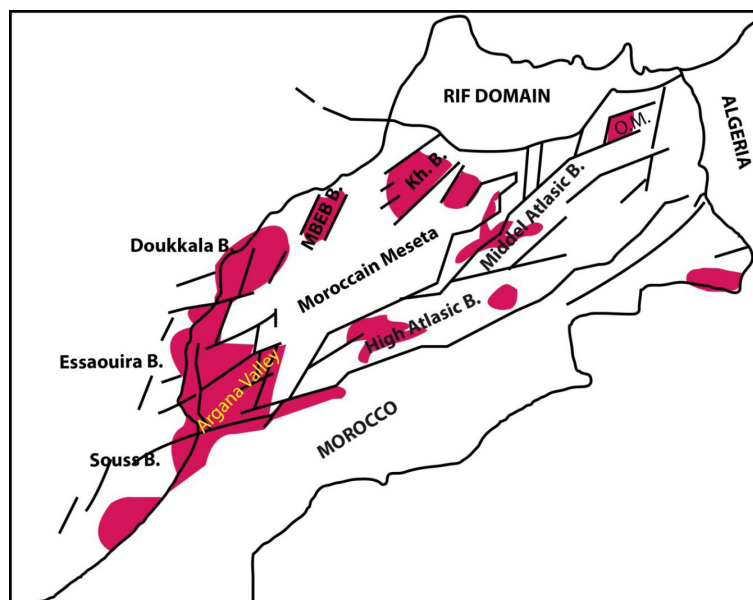 RIF DOMAIN
ALGERIA
O.M.
Kh. B.
MBEB B.
Middel Atlasic B.
Doukkala B.
Moroccain Meseta
High Atlasic B.
Essaouira B.
Argana Valley
MOROCCO
Souss B.